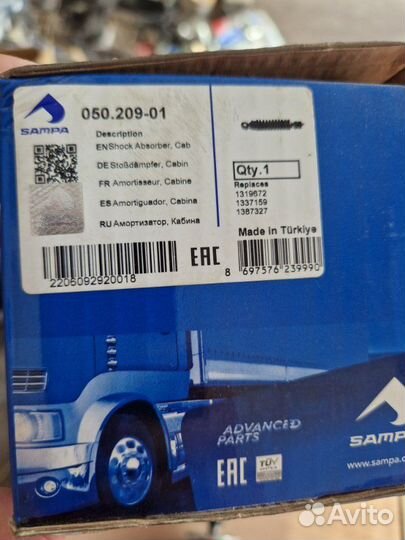 SAMPA
050.209-01
Description
EN Shock Absorber, Cab
DE Stoßdämpfer, Cabin
FR Amortisseur, Cabine
ES Amortiguador, Cabina
RU Амортизатор, Кабина
Qty.1
Replaces
1319672
1337159
1387327
Made in Türkiye
2206092920018
EAC
8 697576 239990
ADVANCED
PARTS
EAC
TÜV
SAMPA
www.sampa.c
Avito